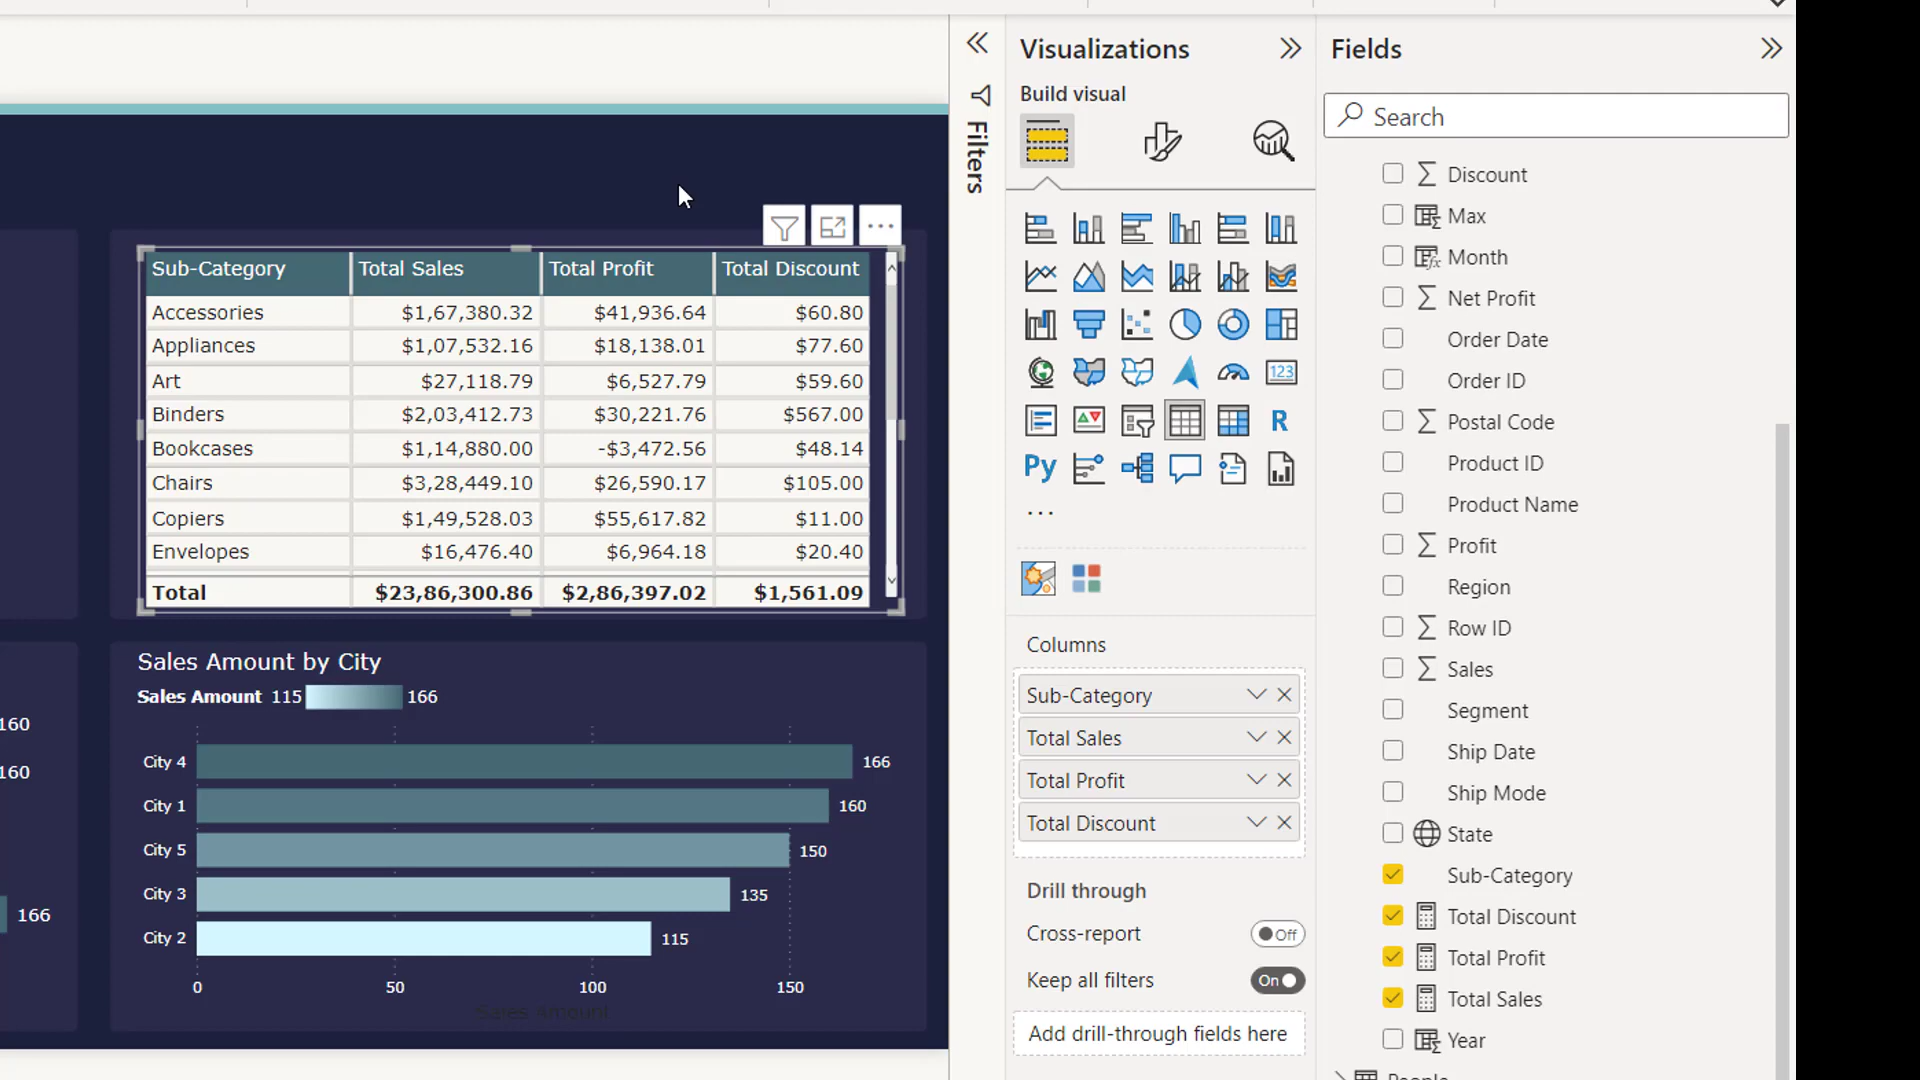 Visualizations
Fields
Build visual
Search
Filters
Sub-Category Total Sales Total Profit Total Discount
Accessories $1,67,380.32 $41,936.64 $60.80
Appliances $1,07,532.16 $18,138.01 $77.60
Art $27,118.79 $6,527.79 $59.60
Binders $2,03,412.73 $30,221.76 $567.00
Bookcases $1,14,880.00 -$3,472.56 $48.14
Chairs $3,28,449.10 $26,590.17 $105.00
Copiers $1,49,528.03 $55,617.82 $11.00
Envelopes $16,476.40 $6,964.18 $20.40
Total $23,86,300.86 $2,86,397.02 $1,561.09
160
160
166
Sales Amount by City
Sales Amount 115 166
City 4 166
City 1 160
City 5 150
City 3 135
City 2 115
0 50 100 150
Sales Amount
123
R
Py
Columns
Sub-Category
Total Sales
Total Profit
Total Discount
Drill through
Cross-report Off
Keep all filters On
Add drill-through fields here
Discount
Max
Month
Net Profit
Order Date
Order ID
Postal Code
Product ID
Product Name
Profit
Region
Row ID
Sales
Segment
Ship Date
Ship Mode
State
Sub-Category
Total Discount
Total Profit
Total Sales
Year
People